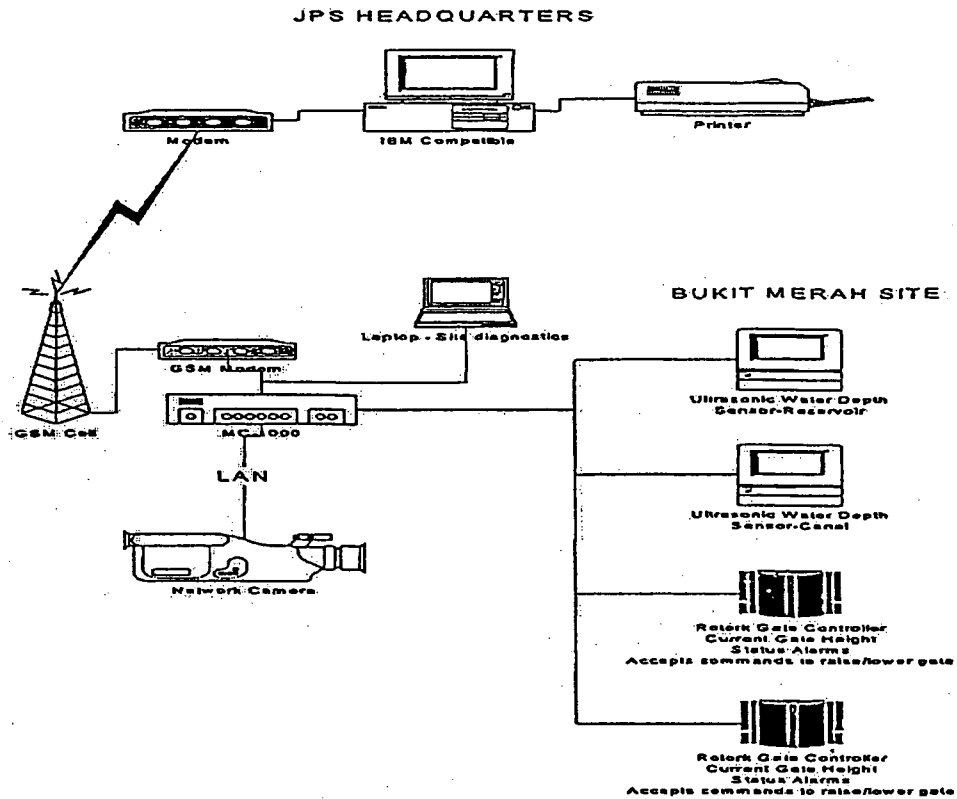 JPS HEADQUARTERS
Modem
IBM Compatible
Printer
BUKIT MERAH SITE
Laptop - Site diagnostics
GSM Modem
GSM Cell
MC-1000
Ultrasonic Water Depth
Sensor-Reservoir
LAN
Ultrasonic Water Depth
Sensor-Canal
Network Camera
Rotork Gate Controller
Current Gate Height
Status Alarms
Accepts commands to raise/lower gate
Rotork Gate Controller
Current Gate Height
Status Alarms
Accepts commands to raise/lower gate